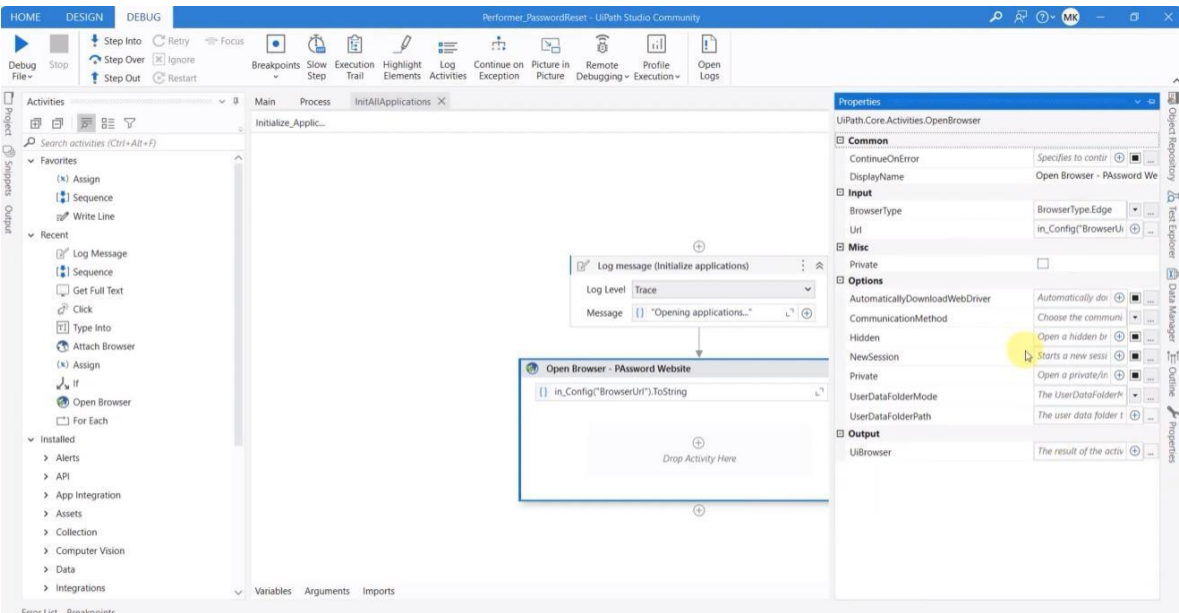 HOME DESIGN DEBUG Performer_PasswordReset - UiPath Studio Community MK
Step Into Retry Focus
Step Over Ignore
Step Out Restart
Debug File Stop
Breakpoints Slow Step Execution Trail Highlight Elements Log Activities Continue on Exception Picture in Picture Remote Debugging Profile Execution Open Logs
Project
Snippets
Output
Activities
Search activities (Ctrl+Alt+F)
Favorites
Assign
Sequence
Write Line
Recent
Log Message
Sequence
Get Full Text
Click
Type Into
Attach Browser
Assign
If
Open Browser
For Each
Installed
Alerts
API
App Integration
Assets
Collection
Computer Vision
Data
Integrations
Main Process InitAllApplications
Initialize_Applic...
Log message (Initialize applications)
Log Level Trace
Message "Opening applications..."
Open Browser - PAssword Website
in_Config("BrowserUrl").ToString
Drop Activity Here
Variables Arguments Imports
Properties
UiPath.Core.Activities.OpenBrowser
Common
ContinueOnError Specifies to contir
DisplayName Open Browser - PAssword We
Input
BrowserType BrowserType.Edge
Url in_Config("BrowserUr
Misc
Private
Options
AutomaticallyDownloadWebDriver Automatically do
CommunicationMethod Choose the communi
Hidden Open a hidden br
NewSession Starts a new sessi
Private Open a private/in
UserDataFolderMode The UserDataFolderM
UserDataFolderPath The user data folder t
Output
UiBrowser The result of the activ
Object Repository
Test Explorer
Data Manager
Outline
Properties
Error List Breakpoints